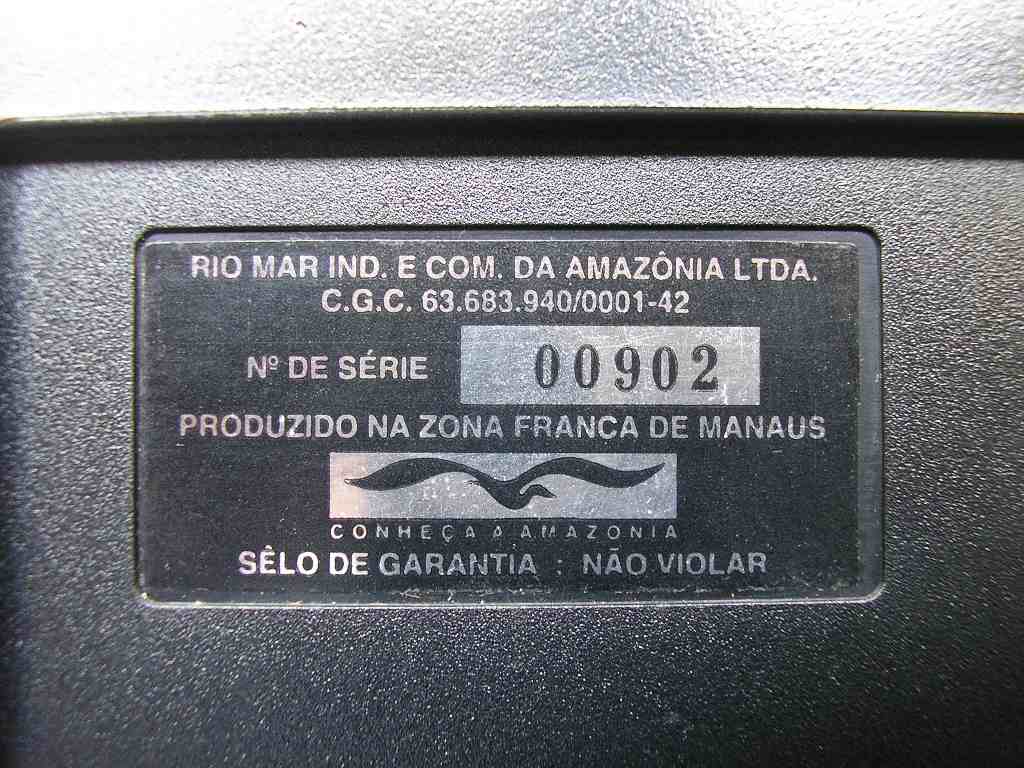 RIO MAR IND. E COM. DA AMAZÔNIA LTDA.
C.G.C. 63.683.940/0001-42
Nº DE SÉRIE 00902
PRODUZIDO NA ZONA FRANCA DE MANAUS
CONHEÇA A AMAZONIA
SÊLO DE GARANTIA : NÃO VIOLAR